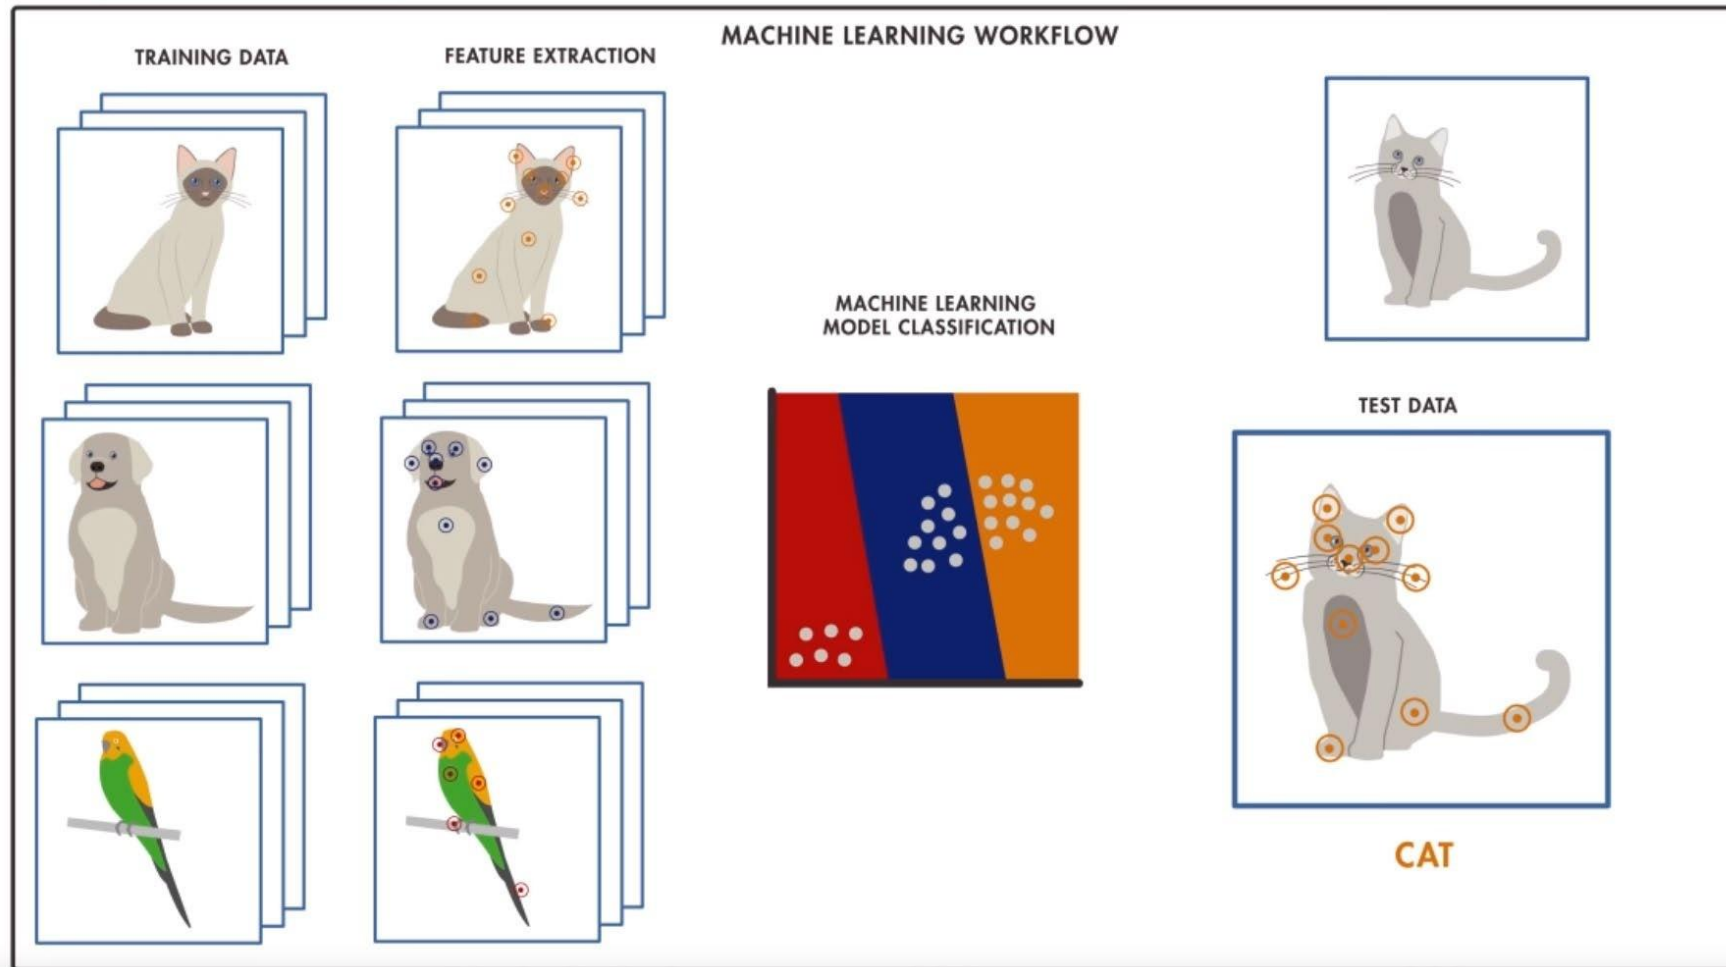 MACHINE LEARNING WORKFLOW
TRAINING DATA
FEATURE EXTRACTION
MACHINE LEARNING
MODEL CLASSIFICATION
TEST DATA
CAT